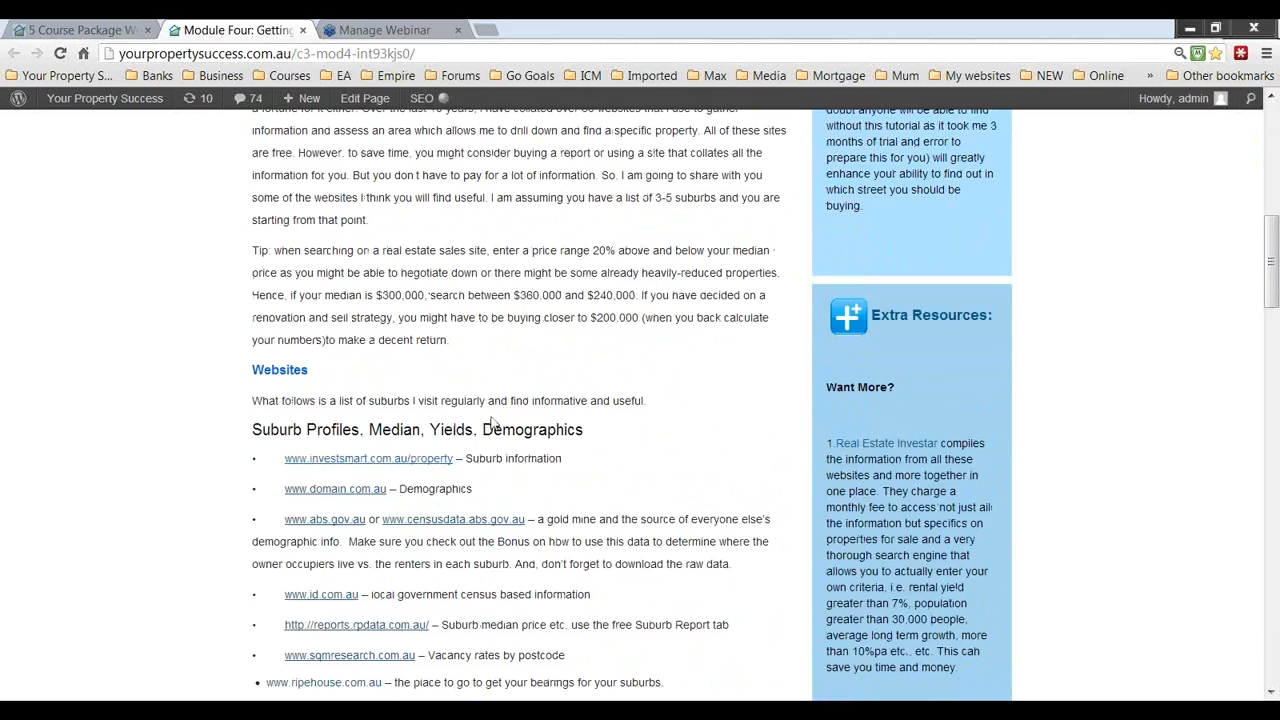 5 Course Package W
Module Four: Getting
Manage Webinar
yourpropertysuccess.com.au/c3-mod4-int93kjs0/
Your Property S...
Banks
Business
Courses
EA
Empire
Forums
Go Goals
ICM
Imported
Max
Media
Mortgage
Mum
My websites
NEW
Online
»
Other bookmarks
Your Property Success
10
74
New
Edit Page
SEO
Howdy, admin
information and assess an area which allows me to drill down and find a specific property. All of these sites
are free. However, to save time, you might consider buying a report or using a site that collates all the
information for you. But you don't have to pay for a lot of information. So, I am going to share with you
some of the websites I think you will find useful. I am assuming you have a list of 3-5 suburbs and you are
starting from that point.
Tip: when searching on a real estate sales site, enter a price range 20% above and below your median
price as you might be able to negotiate down or there might be some already heavily-reduced properties.
Hence, if your median is $300,000, search between $360,000 and $240,000. If you have decided on a
renovation and sell strategy, you might have to be buying closer to $200,000 (when you back calculate
your numbers)to make a decent return.
Websites
What follows is a list of suburbs I visit regularly and find informative and useful.
Suburb Profiles, Median, Yields, Demographics
• www.investsmart.com.au/property – Suburb information
• www.domain.com.au – Demographics
• www.abs.gov.au or www.censusdata.abs.gov.au – a gold mine and the source of everyone else's
demographic info. Make sure you check out the Bonus on how to use this data to determine where the
owner occupiers live vs. the renters in each suburb. And, don't forget to download the raw data.
• www.id.com.au – local government census based information
• http://reports.rpdata.com.au/ – Suburb median price etc, use the free Suburb Report tab
• www.sqmresearch.com.au – Vacancy rates by postcode
• www.ripehouse.com.au – the place to go to get your bearings for your suburbs.
doubt anyone will be able to find
without this tutorial as it took me 3
months of trial and error to
prepare this for you) will greatly
enhance your ability to find out in
which street you should be
buying.
Extra Resources:
Want More?
1.Real Estate Investar compiles
the information from all these
websites and more together in
one place. They charge a
monthly fee to access not just all
the information but specifics on
properties for sale and a very
thorough search engine that
allows you to actually enter your
own criteria, i.e. rental yield
greater than 7%, population
greater than 30,000 people,
average long term growth, more
than 10%pa etc., etc. This can
save you time and money.